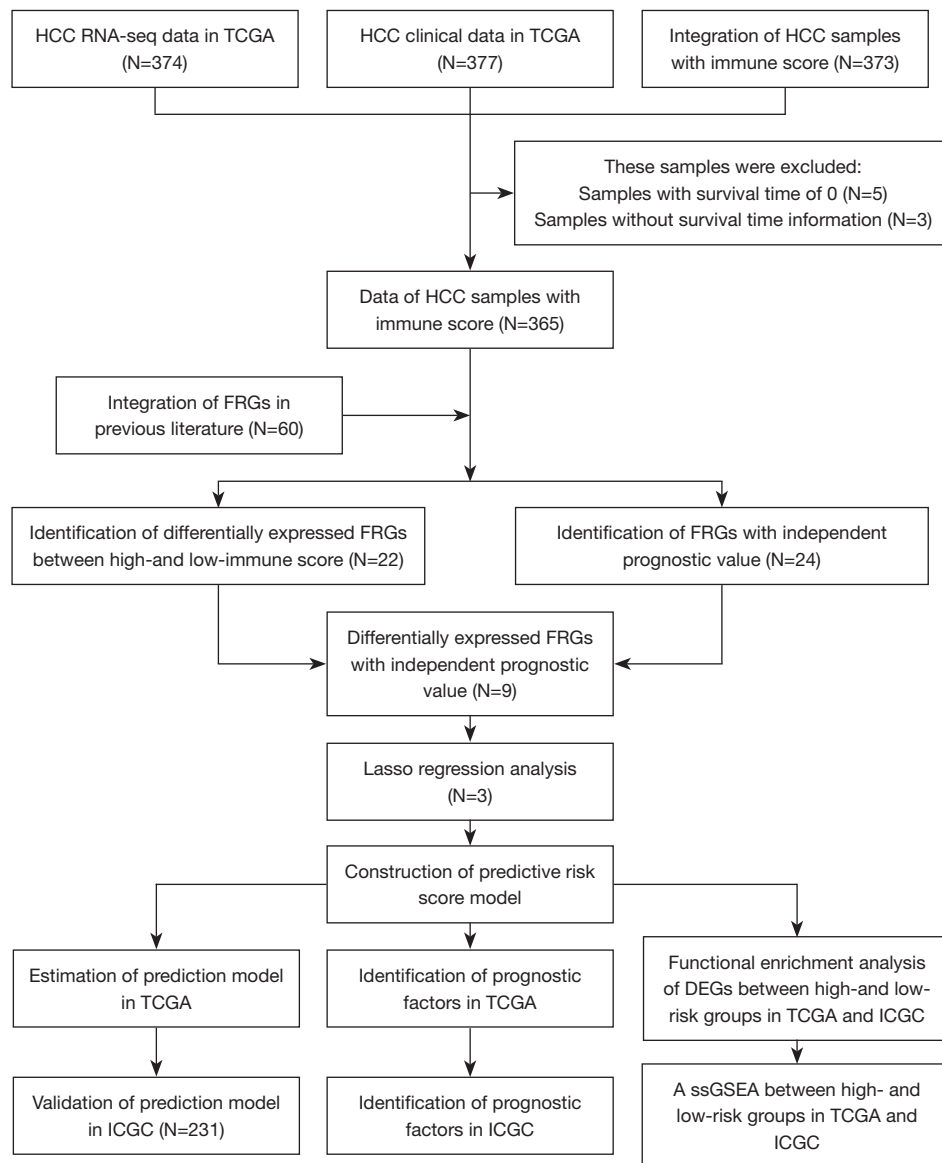 HCC RNA-seq data in TCGA
(N=374)
HCC clinical data in TCGA
(N=377)
Integration of HCC samples
with immune score (N=373)
These samples were excluded:
Samples with survival time of 0 (N=5)
Samples without survival time information (N=3)
Data of HCC samples with
immune score (N=365)
Integration of FRGs in
previous literature (N=60)
Identification of differentially expressed FRGs
between high-and low-immune score (N=22)
Identification of FRGs with independent
prognostic value (N=24)
Differentially expressed FRGs
with independent prognostic
value (N=9)
Lasso regression analysis
(N=3)
Construction of predictive risk
score model
Estimation of prediction model
in TCGA
Identification of prognostic
factors in TCGA
Functional enrichment analysis
of DEGs between high-and low-
risk groups in TCGA and ICGC
Validation of prediction model
in ICGC (N=231)
Identification of prognostic
factors in ICGC
A ssGSEA between high- and
low-risk groups in TCGA and
ICGC